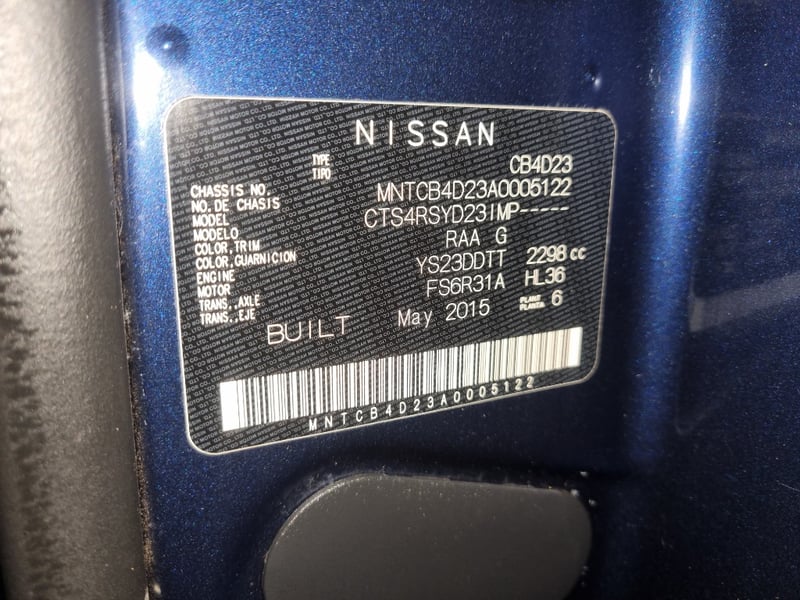 NISSAN
TYPE
TIPO
CB4D23
CHASSIS NO.
NO. DE CHASIS
MNTCB4D23A0005122
MODEL
MODELO
CTS4RSYD23IMP-----
COLOR, TRIM
COLOR, GUARNICION
RAA G
ENGINE
MOTOR
YS23DDTT 2298 cc
TRANS., AXLE
TRANS., EJE
FS6R31A HL36
BUILT May 2015
PLANT
PLANTA
6
MNTCB4D23A0005122